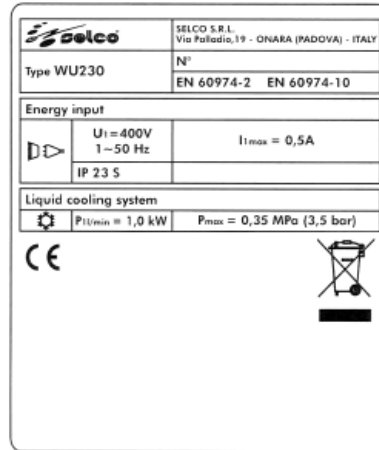 selco
SELCO S.R.L.
Via Palladio,19 - ONARA (PADOVA) - ITALY
Type WU230
N°
EN 60974-2 EN 60974-10
Energy input
U1=400V
1~50 Hz
I1max = 0,5A
IP 23 S
Liquid cooling system
P1l/min = 1,0 kW
Pmax = 0,35 MPa (3,5 bar)
CE